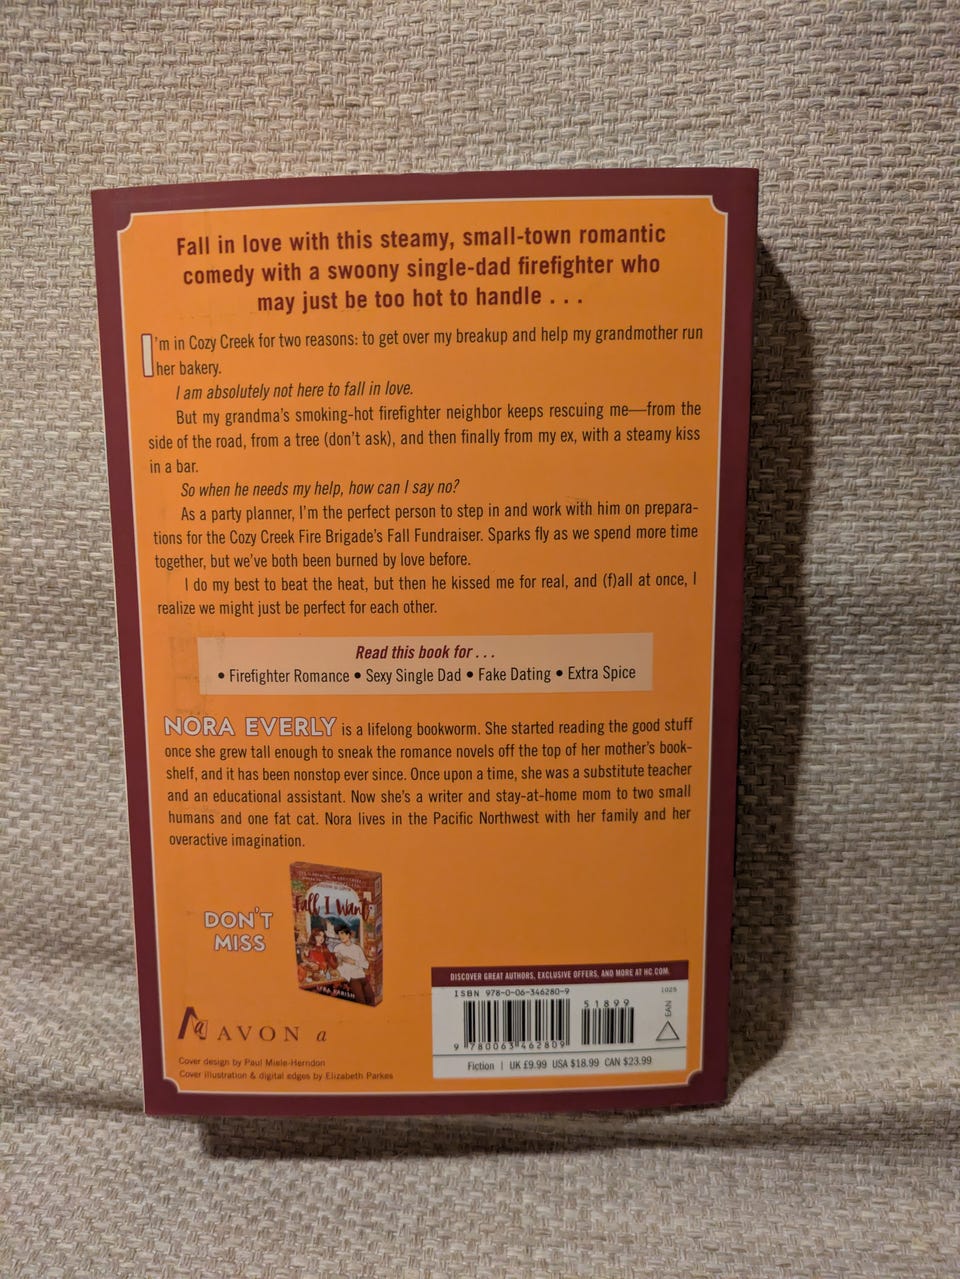 Fall in love with this steamy, small-town romantic
comedy with a swoony single-dad firefighter who
may just be too hot to handle . . .
I'm in Cozy Creek for two reasons: to get over my breakup and help my grandmother run
her bakery.
I am absolutely not here to fall in love.
But my grandma's smoking-hot firefighter neighbor keeps rescuing me—from the
side of the road, from a tree (don't ask), and then finally from my ex, with a steamy kiss
in a bar.
So when he needs my help, how can I say no?
As a party planner, I'm the perfect person to step in and work with him on prepara-
tions for the Cozy Creek Fire Brigade's Fall Fundraiser. Sparks fly as we spend more time
together, but we've both been burned by love before.
I do my best to beat the heat, but then he kissed me for real, and (f)all at once, I
realize we might just be perfect for each other.
Read this book for . . .
• Firefighter Romance • Sexy Single Dad • Fake Dating • Extra Spice
NORA EVERLY is a lifelong bookworm. She started reading the good stuff
once she grew tall enough to sneak the romance novels off the top of her mother's book-
shelf, and it has been nonstop ever since. Once upon a time, she was a substitute teacher
and an educational assistant. Now she's a writer and stay-at-home mom to two small
humans and one fat cat. Nora lives in the Pacific Northwest with her family and her
overactive imagination.
DON'T
MISS
Fall I Want
LYRA PARISH
AVON a
Cover design by Paul Miele-Herndon
Cover illustration & digital edges by Elizabeth Parkes
DISCOVER GREAT AUTHORS, EXCLUSIVE OFFERS, AND MORE AT HC.COM.
ISBN 978-0-06-346280-9
51899
1025
EAN
9 780063 462809
Fiction | UK £9.99 USA $18.99 CAN $23.99